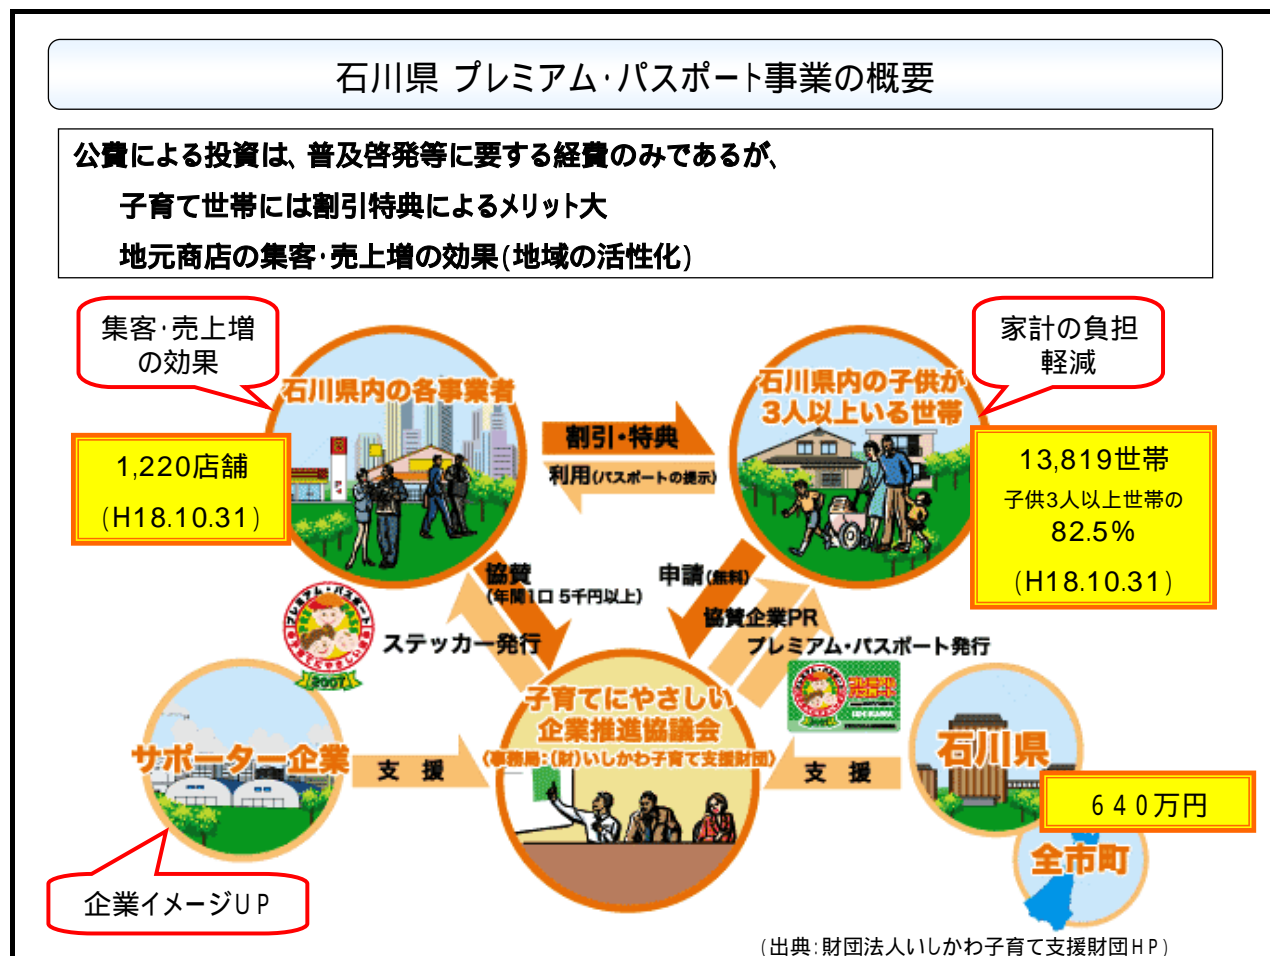 石川県 プレミアム・パスポート事業の概要
公費による投資は、普及啓発等に要する経費のみであるが、
子育て世帯には割引特典によるメリット大
地元商店の集客・売上増の効果(地域の活性化)
集客・売上増
の効果
家計の負担
軽減
石川県内の各事業者
石川県内の子供が
3人以上いる世帯
割引・特典
利用(パスポートの提示)
1,220店舗
(H18.10.31)
13,819世帯
子供3人以上世帯の
82.5%
(H18.10.31)
協賛
(年間1口 5千円以上)
申請(無料)
協賛企業PR
プレミアム・パスポート発行
ステッカー発行
プレミアム・パスポート
2007
子育てにやさしい
企業推進協議会
(事務局:(財)いしかわ子育て支援財団)
サポーター企業
支 援
支 援
石川県
640万円
全市町
企業イメージUP
(出典:財団法人いしかわ子育て支援財団HP)